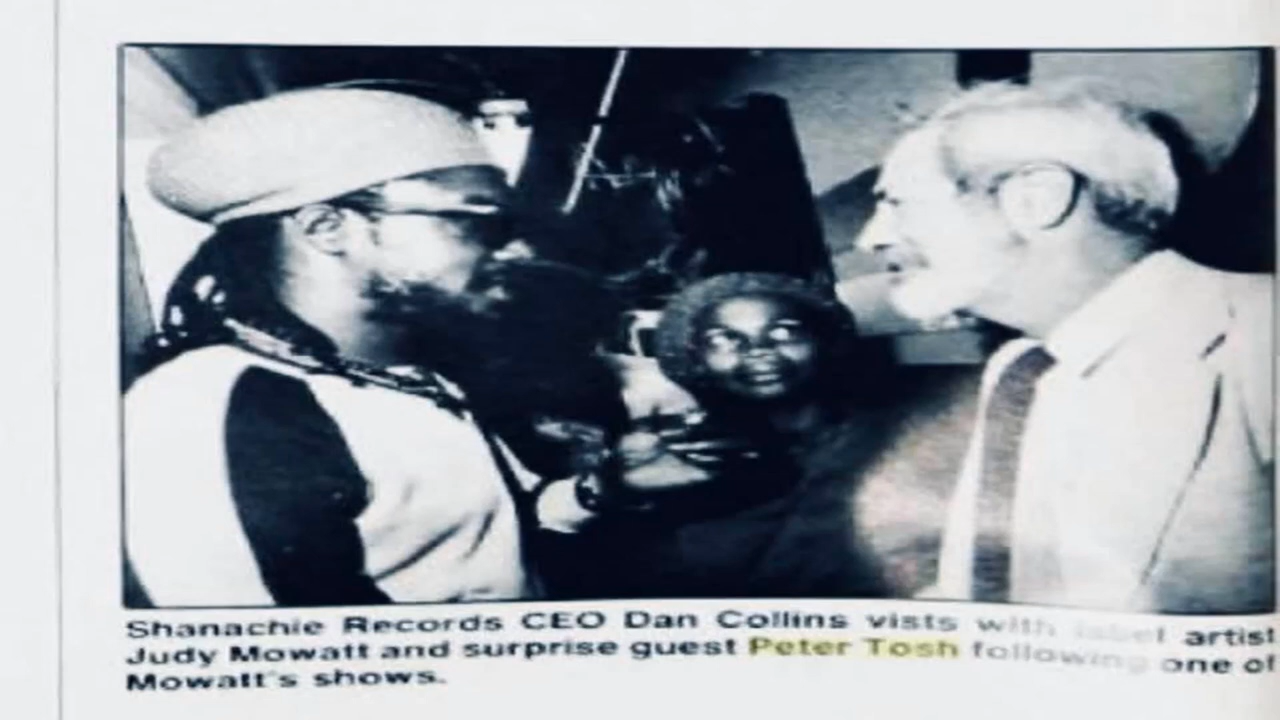 Shanachie Records CEO Dan Collins vists with label artist
Judy Mowatt and surprise guest Peter Tosh following one of
Mowatt's shows.